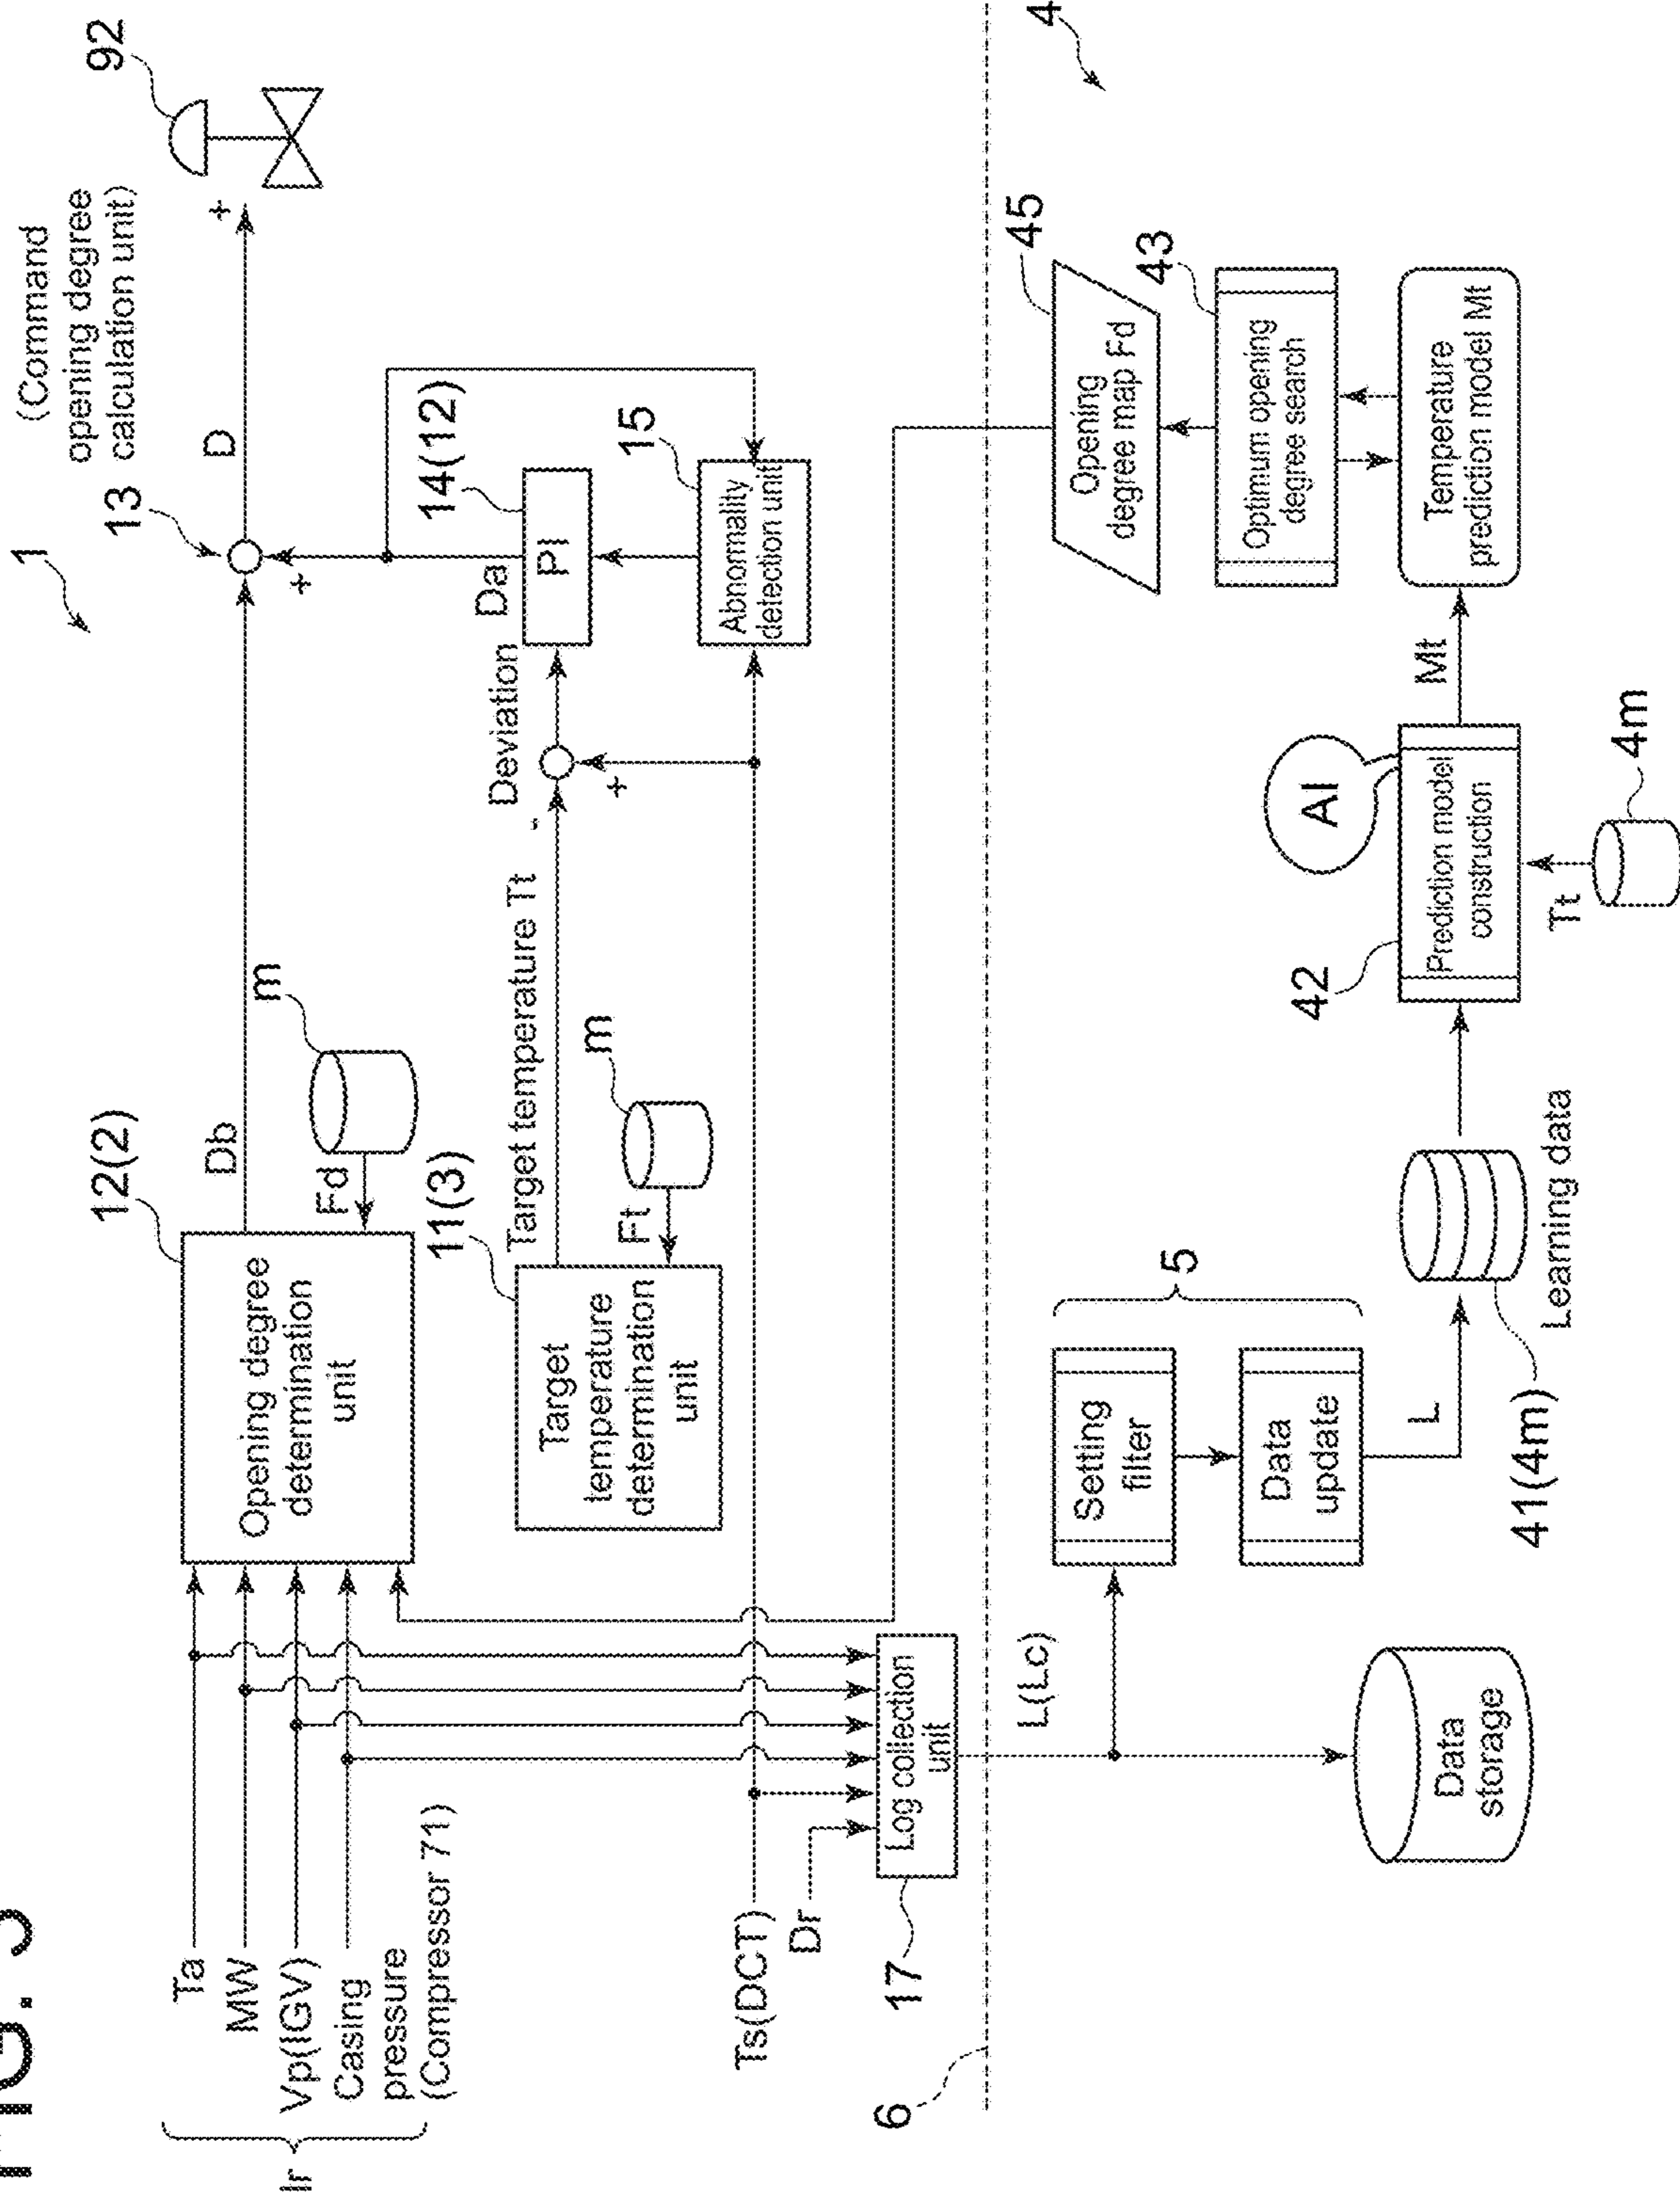 FIG. 3
1
13
(Command
opening degree
calculation unit)
92
Ir
Ta
MW
Vp(IGV)
Casing
pressure
(Compressor 71)
12(2)
Opening degree
determination
unit
Db
Fd
m
D
+
+
11(3)
Target
temperature
determination
unit
Ft
m
Target temperature Tt
-
+
Deviation
Da
PI
14(12)
15
Abnormality
detection unit
Ts(DCT)
Dr
17
Log collection
unit
6
4
L(Lc)
Data
storage
Setting
filter
Data
update
5
L
41(4m)
Learning data
42
Prediction model
construction
AI
Tt
4m
Mt
Temperature
prediction model Mt
43
Optimum opening
degree search
45
Opening
degree map Fd